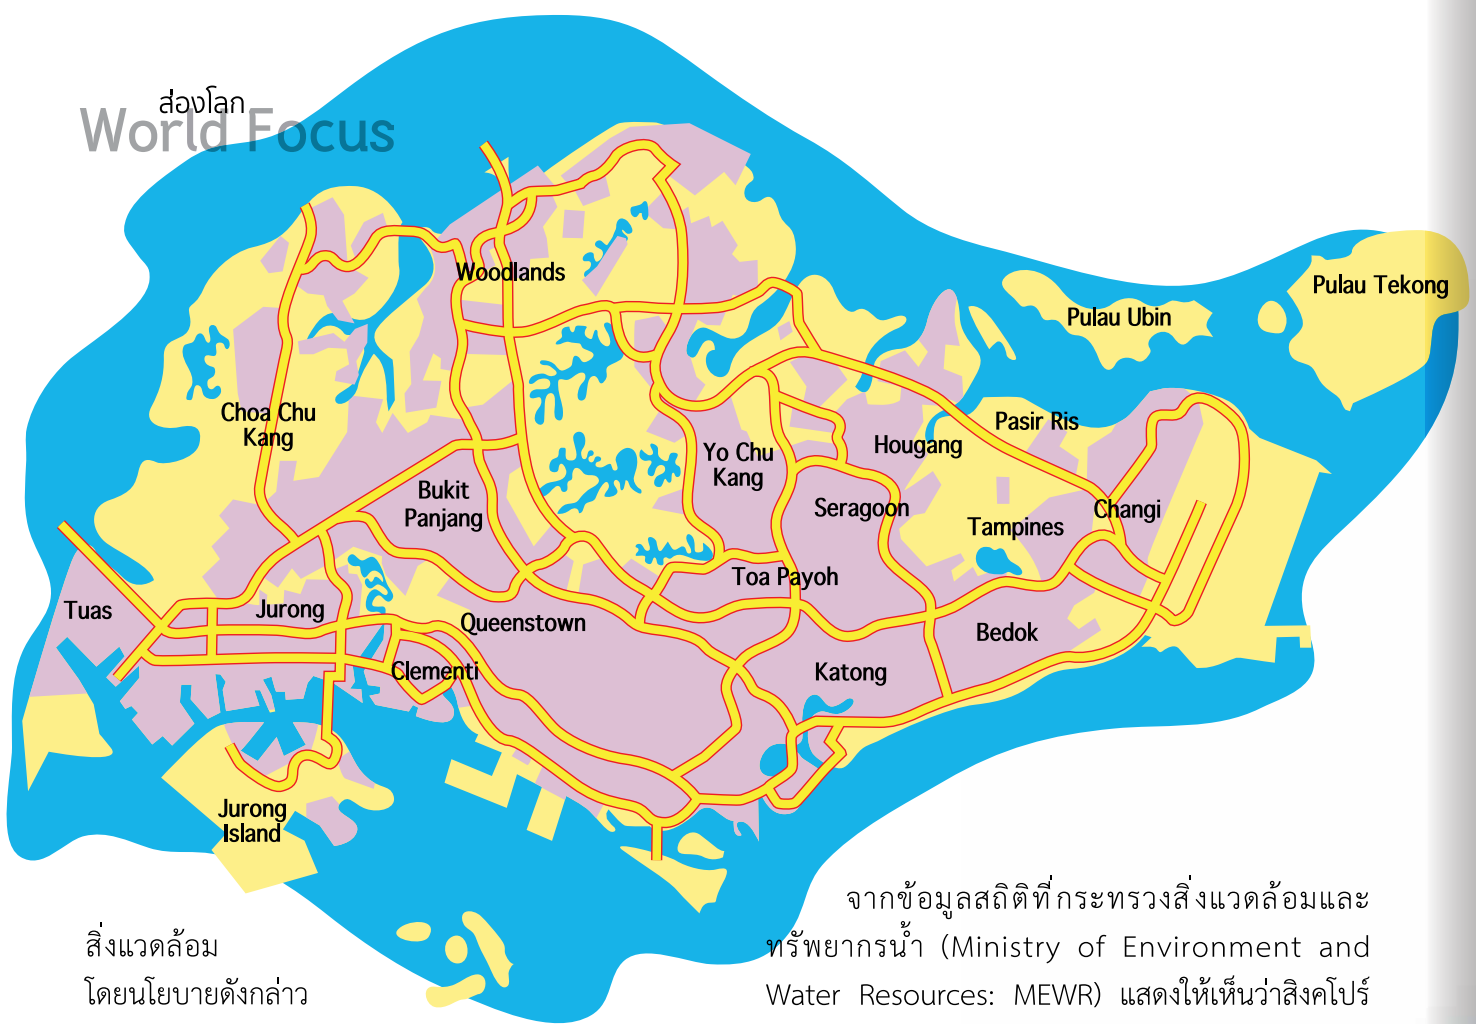 ส่องโลก
World Focus
Pulau Tekong
Pulau Ubin
Woodlands
Choa Chu
Kang
Pasir Ris
Hougang
Yo Chu
Kang
Bukit
Panjang
Seragoon
Changi
Tampines
Toa Payoh
Tuas
Jurong
Queenstown
Bedok
Clementi
Katong
Jurong
Island
สิ่งแวดล้อม
โดยนโยบายดังกล่าว
จากข้อมูลสถิติที่กระทรวงสิ่งแวดล้อมและ
ทรัพยากรน้ำ (Ministry of Environment and
Water Resources: MEWR) แสดงให้เห็นว่าสิงคโปร์